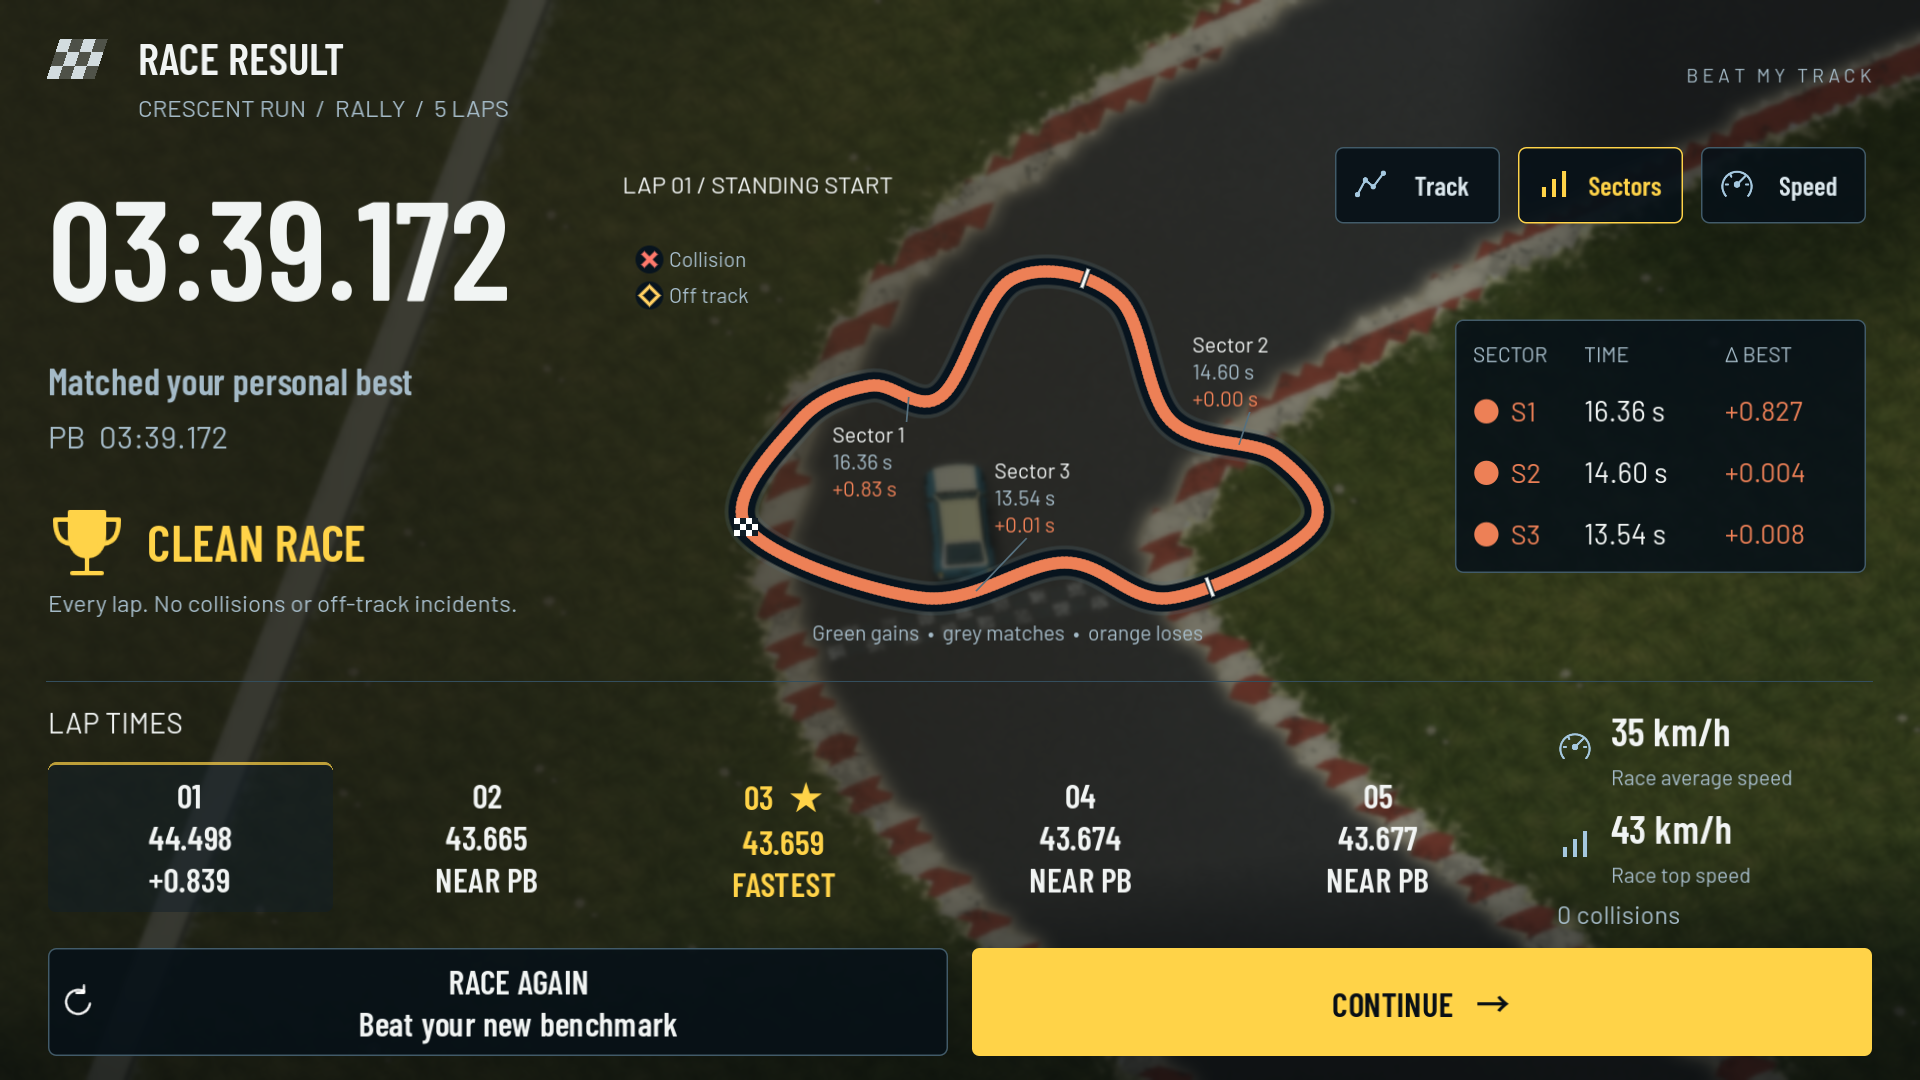 RACE RESULT
CRESCENT RUN / RALLY / 5 LAPS
BEAT MY TRACK
03:39.172
Matched your personal best
PB 03:39.172
CLEAN RACE
Every lap. No collisions or off-track incidents.
LAP 01 / STANDING START
Collision
Off track
Track
Sectors
Speed
Sector 1
16.36 s
+0.83 s
Sector 2
14.60 s
+0.00 s
Sector 3
13.54 s
+0.01 s
Green gains • grey matches • orange loses
SECTOR TIME Δ BEST
S1 16.36 s +0.827
S2 14.60 s +0.004
S3 13.54 s +0.008
LAP TIMES
01
44.498
+0.839
02
43.665
NEAR PB
03
43.659
FASTEST
04
43.674
NEAR PB
05
43.677
NEAR PB
35 km/h
Race average speed
43 km/h
Race top speed
0 collisions
RACE AGAIN
Beat your new benchmark
CONTINUE →